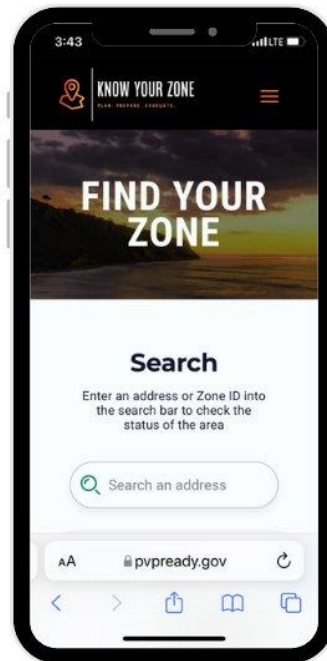 3:43
LTE
KNOW YOUR ZONE
PLAN. PREPARE. EVACUATE.
FIND YOUR
ZONE
Search
Enter an address or Zone ID into
the search bar to check the
status of the area
Search an address
AA
pvpready.gov